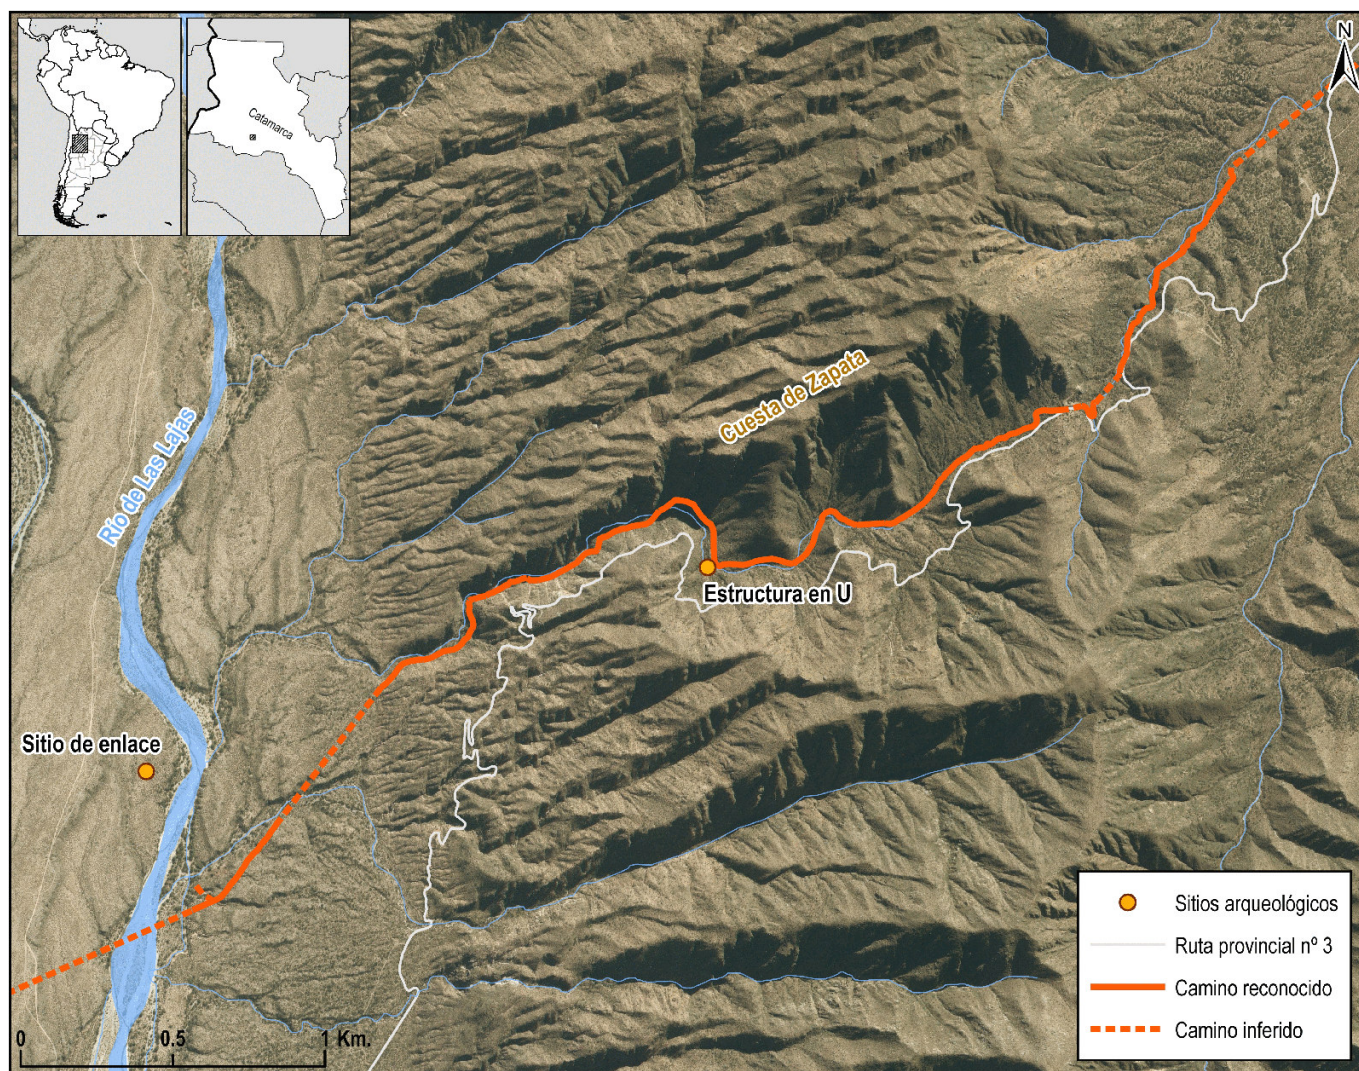 Catamarca
N
Cuesta de Zapata
Río de Las Lajas
Estructura en U
Sitio de enlace
Sitios arqueológicos
Ruta provincial nº 3
Camino reconocido
Camino inferido
0 0.5 1 Km.